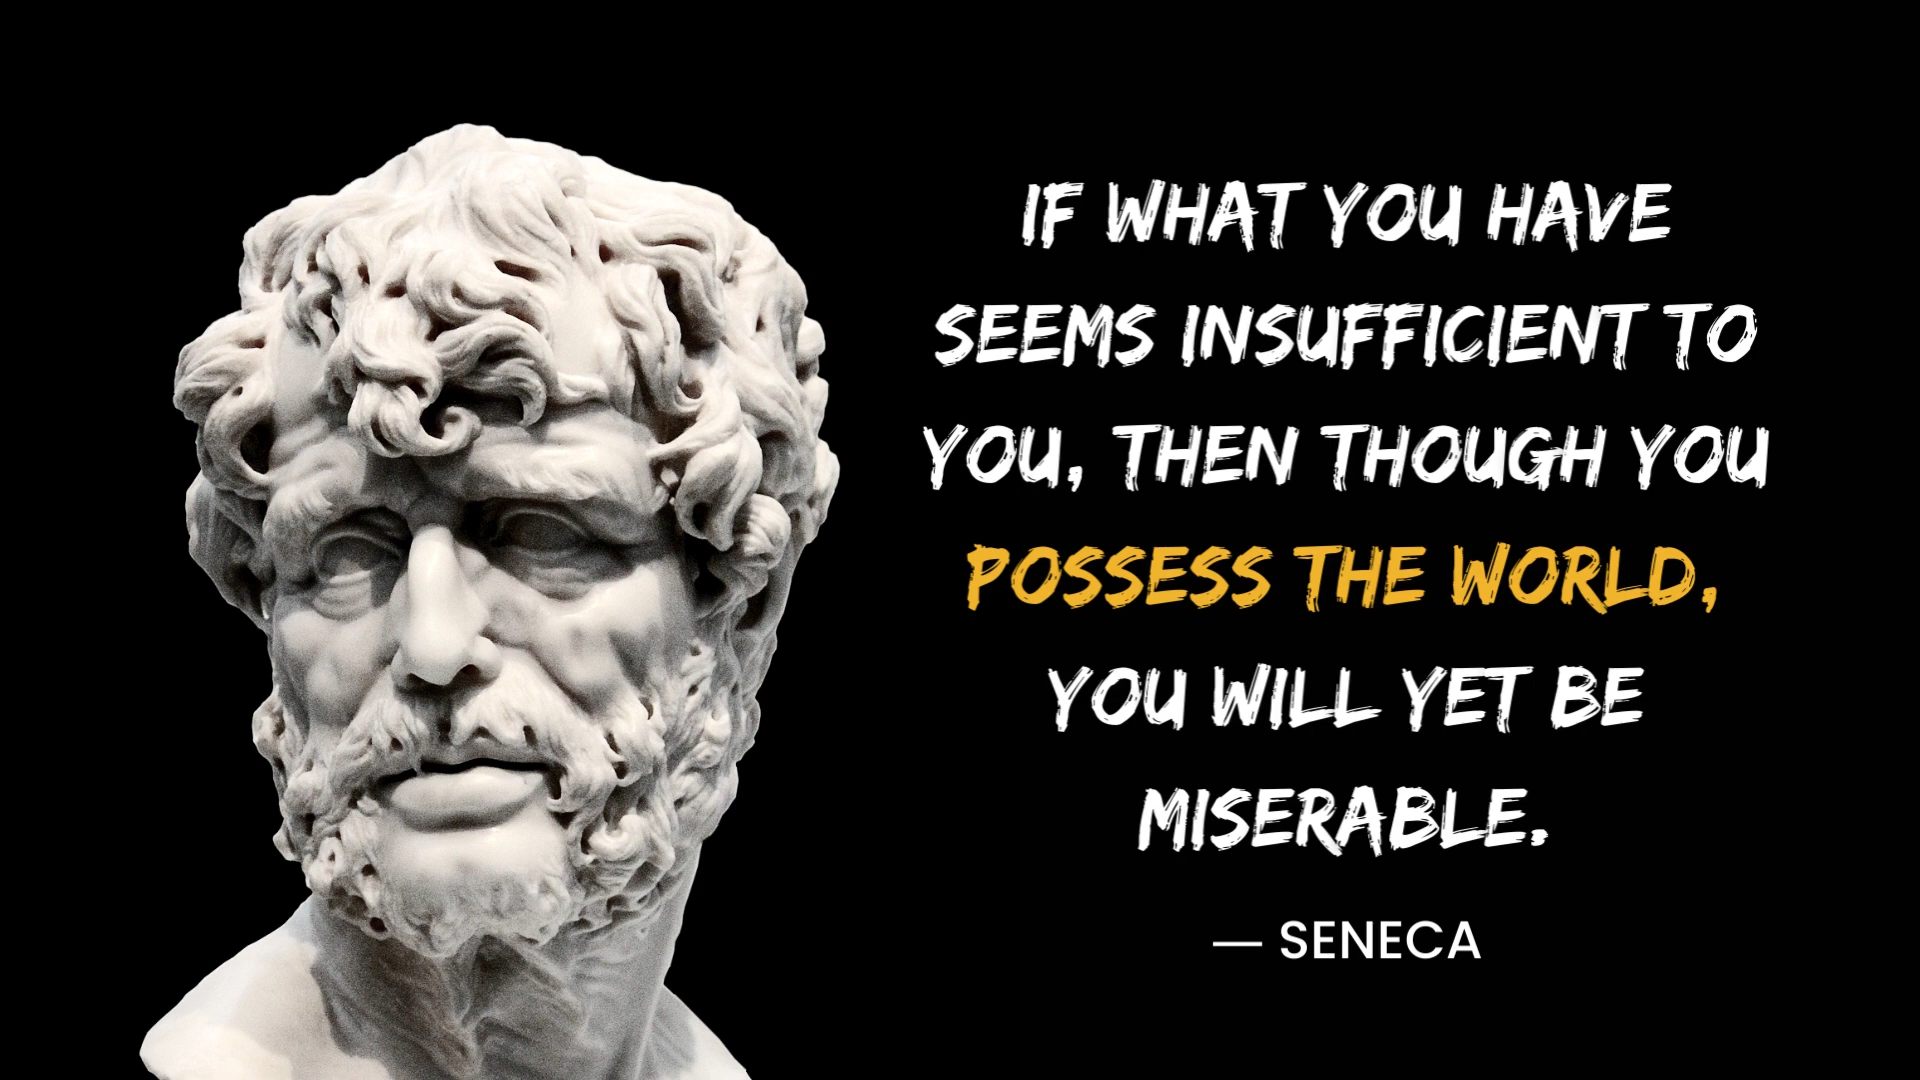 IF WHAT YOU HAVE
SEEMS INSUFFICIENT TO
YOU, THEN THOUGH YOU
POSSESS THE WORLD,
YOU WILL YET BE
MISERABLE.
— SENECA